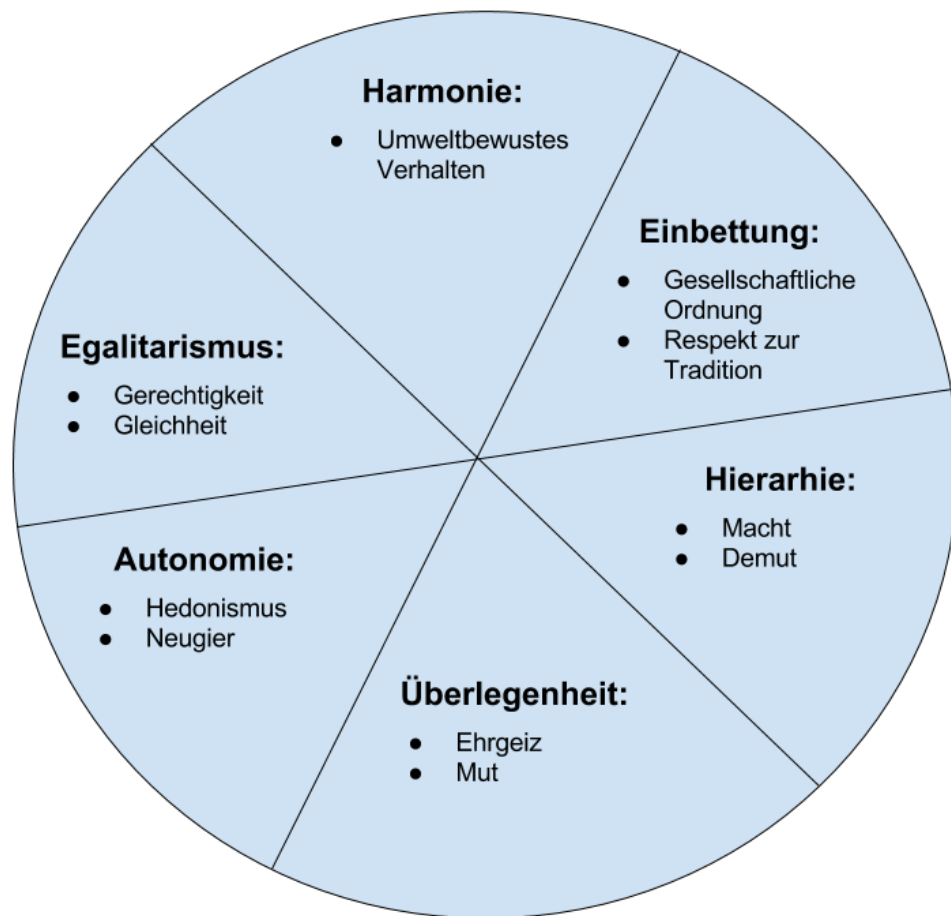 Harmonie:
● Umweltbewustes
Verhalten
Einbettung:
● Gesellschaftliche
Ordnung
● Respekt zur
Tradition
Egalitarismus:
● Gerechtigkeit
● Gleichheit
Hierarhie:
● Macht
● Demut
Autonomie:
● Hedonismus
● Neugier
Überlegenheit:
● Ehrgeiz
● Mut